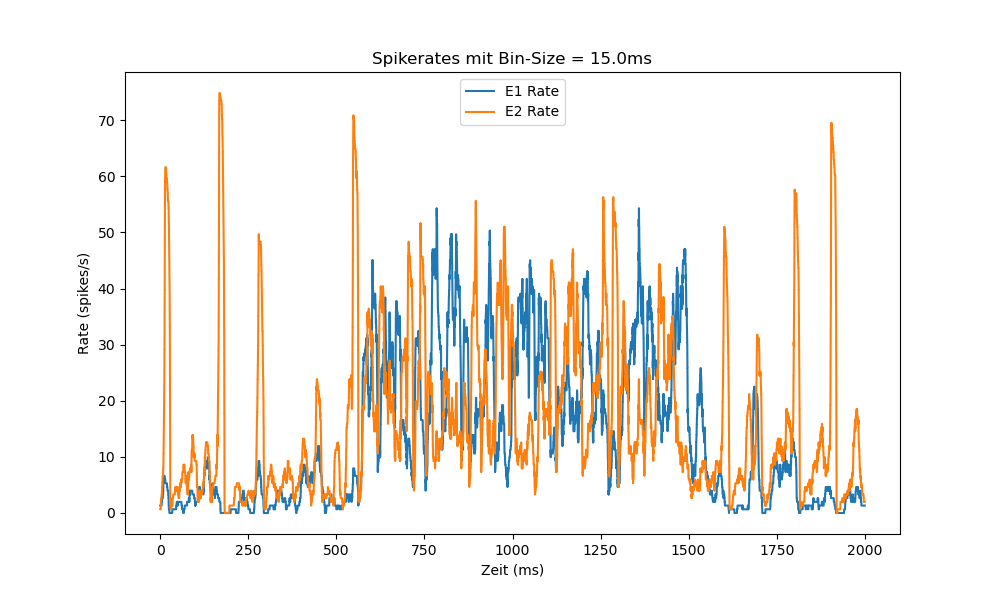 Spikerates mit Bin-Size = 15.0ms
E1 Rate
E2 Rate
Rate (spikes/s)
70
60
50
40
30
20
10
0
0 250 500 750 1000 1250 1500 1750 2000
Zeit (ms)